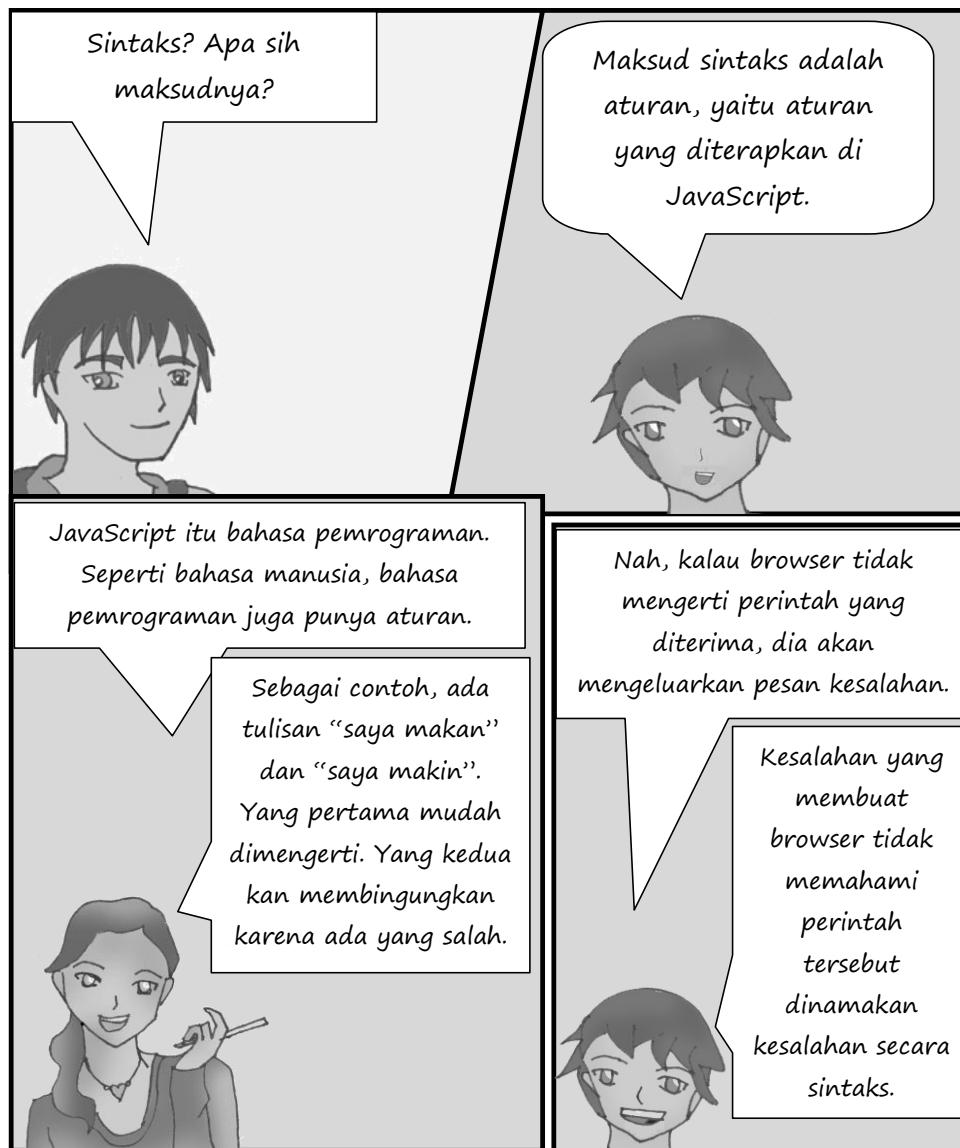 Sintaks? Apa sih
maksudnya?
Maksud sintaks adalah
aturan, yaitu aturan
yang diterapkan di
JavaScript.
JavaScript itu bahasa pemrograman.
Seperti bahasa manusia, bahasa
pemrograman juga punya aturan.
Sebagai contoh, ada
tulisan “saya makan”
dan “saya makin”.
Yang pertama mudah
dimengerti. Yang kedua
kan membingungkan
karena ada yang salah.
Nah, kalau browser tidak
mengerti perintah yang
diterima, dia akan
mengeluarkan pesan kesalahan.
Kesalahan yang
membuat
browser tidak
memahami
perintah
tersebut
dinamakan
kesalahan secara
sintaks.